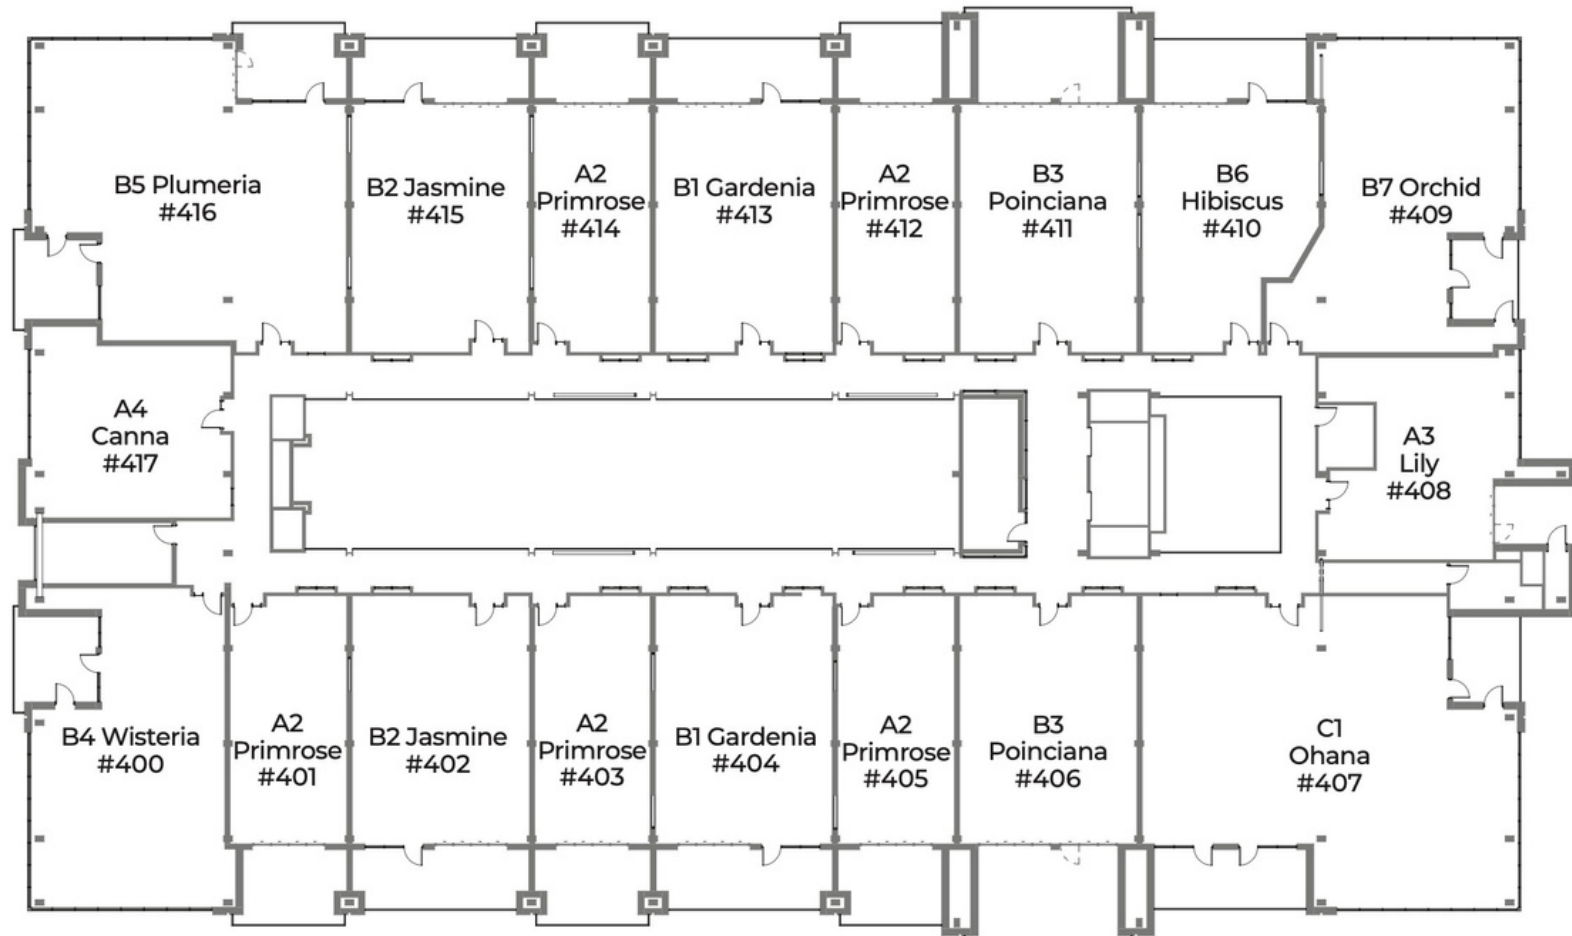 B5 Plumeria
#416
B2 Jasmine
#415
A2
Primrose
#414
B1 Gardenia
#413
A2
Primrose
#412
B3
Poinciana
#411
B6
Hibiscus
#410
B7 Orchid
#409
A4
Canna
#417
A3
Lily
#408
B4 Wisteria
#400
A2
Primrose
#401
B2 Jasmine
#402
A2
Primrose
#403
B1 Gardenia
#404
A2
Primrose
#405
B3
Poinciana
#406
C1
Ohana
#407